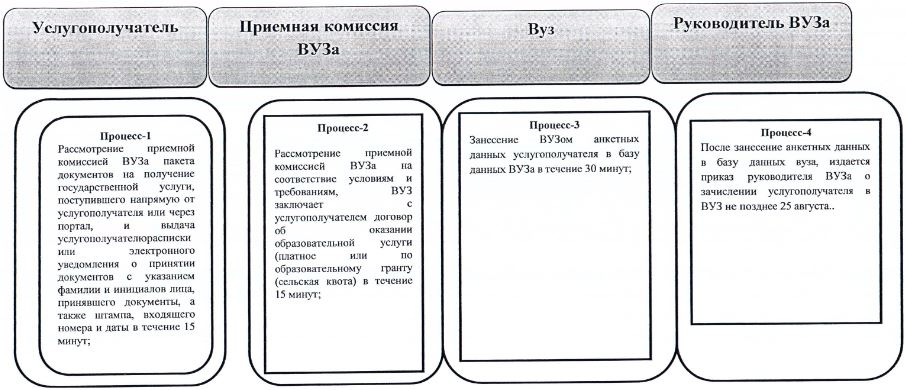 Услугополучатель
Приемная комиссия
ВУЗа
Вуз
Руководитель ВУЗа
Процесс-1
Рассмотрение приемной
комиссией ВУЗа пакета
документов на получение
государственной услуги,
поступившего напрямую от
услугополучателя или через
портал, и выдача
услугополучателюрасписки
или электронного
уведомления о принятии
документов с указанием
фамилии и инициалов лица,
принявшего документы, а
также штампа, входящего
номера и даты в течение 15
минут;
Процесс-2
Рассмотрение приемной
комиссией ВУЗа на
соответствие условиям и
требованиям, ВУЗ
заключает с
услугополучателем договор
об оказании
образовательной услуги
(платное или по
образовательному гранту
(сельская квота) в течение
15 минут;
Процесс-3
Занесение ВУЗом анкетных
данных услугополучателя в базу
данных ВУЗа в течение 30 минут;
Процесс-4
После занесение анкетных данных
в базу данных вуза, издается
приказ руководителя ВУЗа о
зачислении услугополучателя в
ВУЗ не позднее 25 августа..